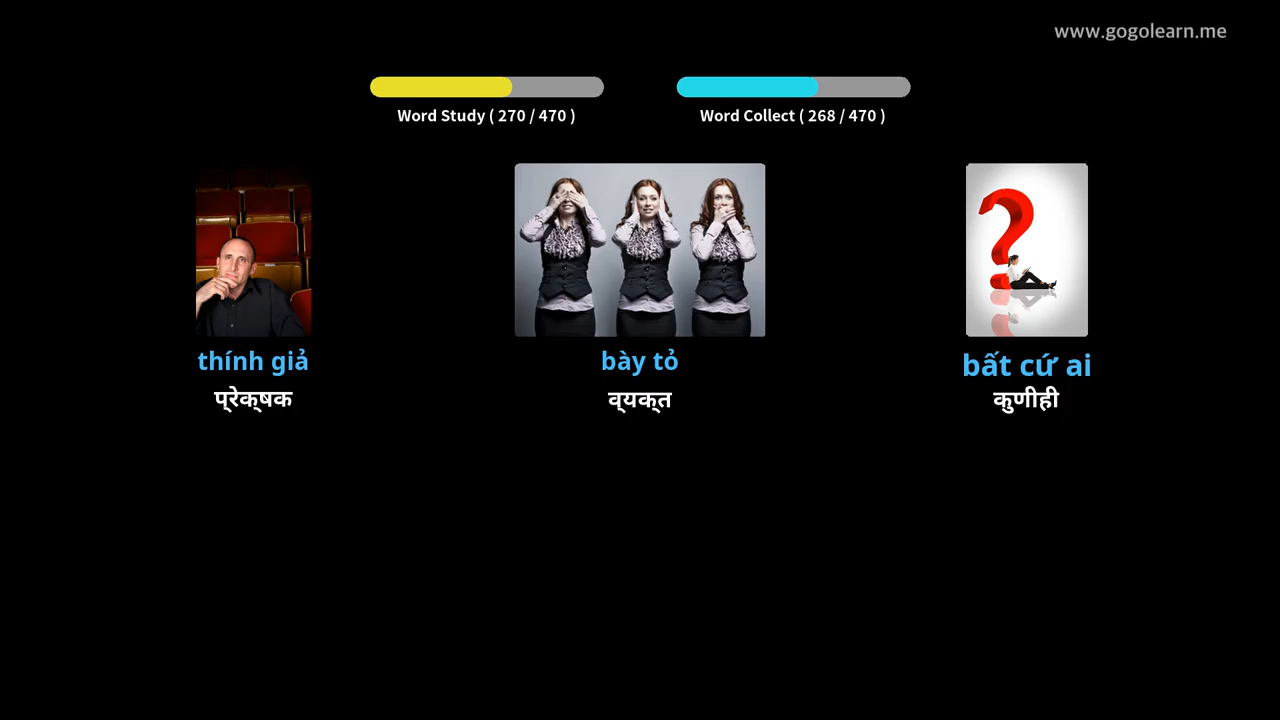 www.gogolearn.me
Word Study ( 270 / 470 )
Word Collect ( 268 / 470 )
thính giả
bày tỏ
bất cứ ai
प्रेक्षक
व्यक्त
कुणीही